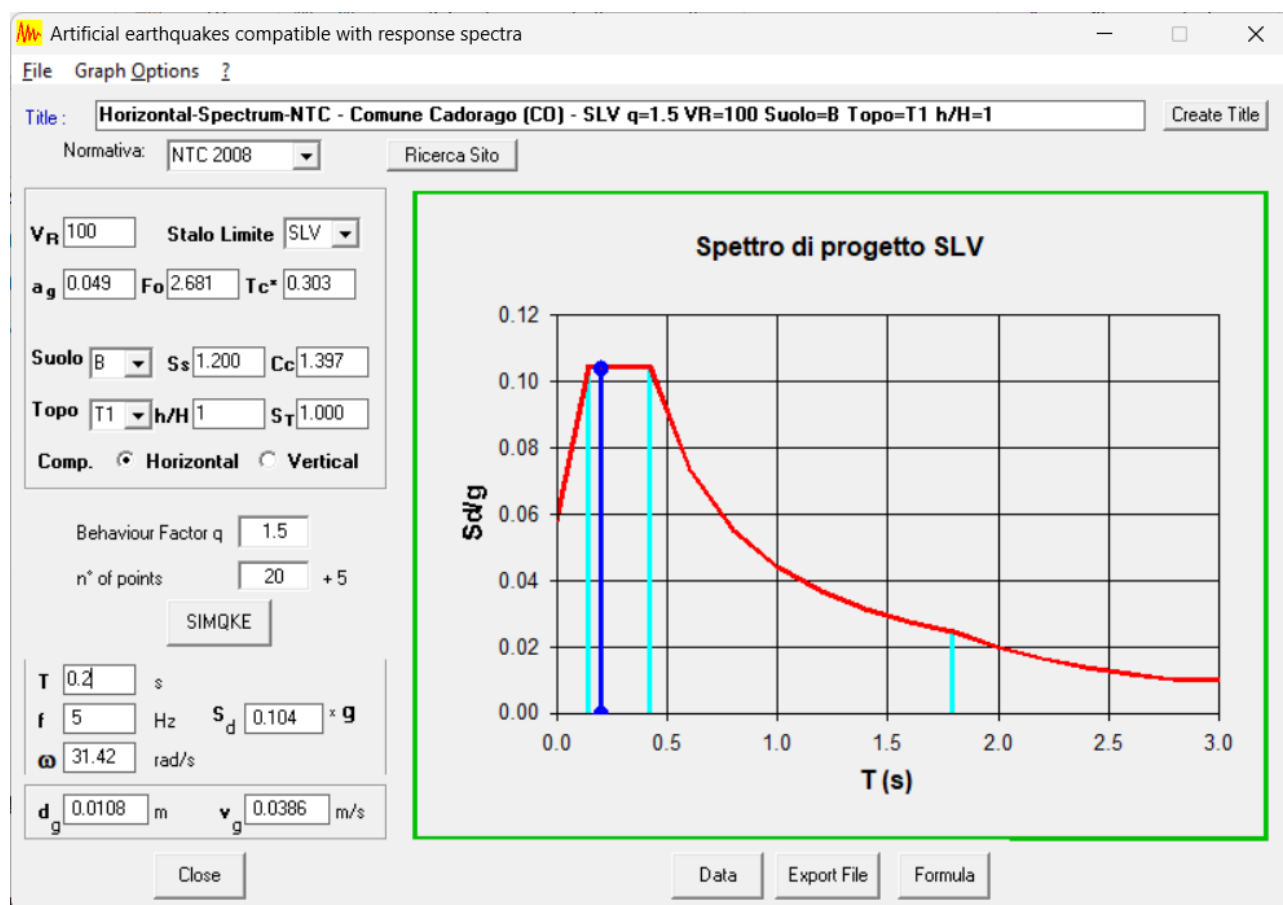 Artificial earthquakes compatible with response spectra
File Graph Options ?
Title : Horizontal-Spectrum-NTC - Comune Cadorago (CO) - SLV q=1.5 VR=100 Suolo=B Topo=T1 h/H=1 Create Title
Normativa: NTC 2008 Ricerca Sito
VR 100 Stalo Limite SLV
ag 0.049 Fo 2.681 Tc* 0.303
Suolo B Ss 1.200 Cc 1.397
Topo T1 h/H 1 ST 1.000
Comp. Horizontal Vertical
Behaviour Factor q 1.5
n° of points 20 + 5
SIMQKE
T 0.2 s
f 5 Hz Sd 0.104 × g
ω 31.42 rad/s
dg 0.0108 m vg 0.0386 m/s
Close
Spettro di progetto SLV
Sd/g
0.12
0.10
0.08
0.06
0.04
0.02
0.00
0.0 0.5 1.0 1.5 2.0 2.5 3.0
T (s)
Data Export File Formula